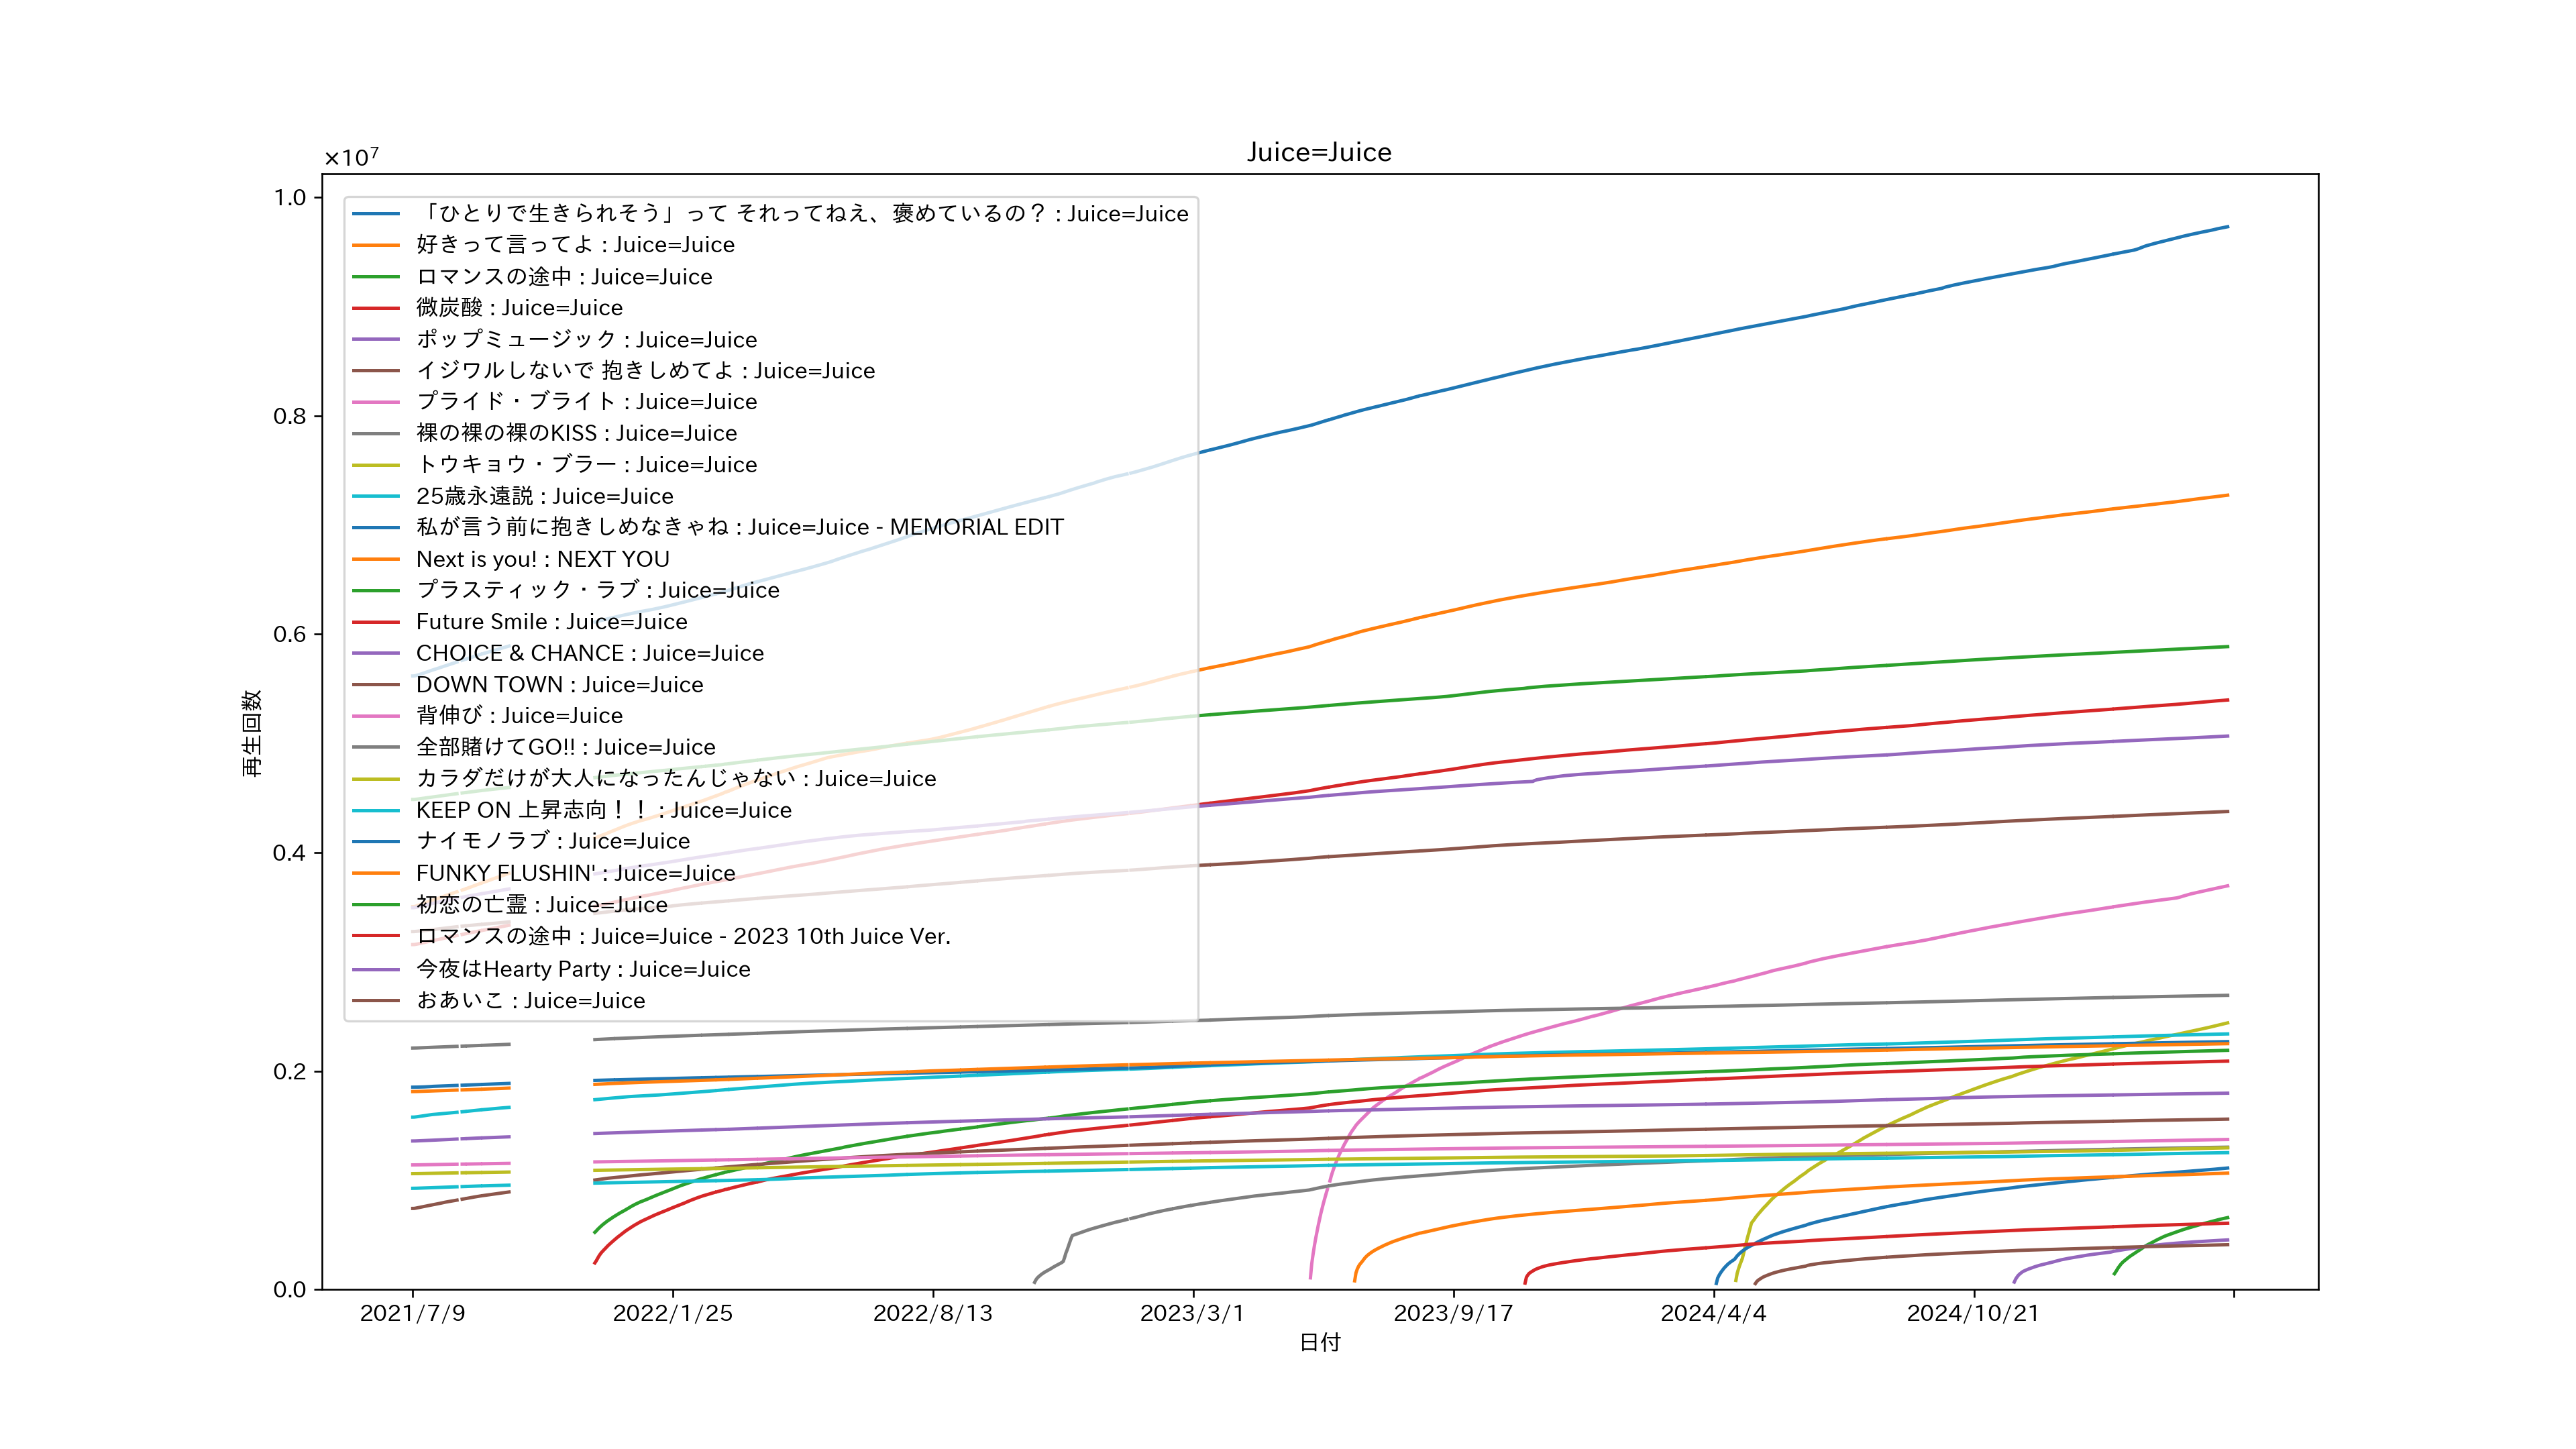 Juice=Juice
×10⁷
1.0
0.8
0.6
0.4
0.2
0.0
再生回数
「ひとりで生きられそう」って それってねえ、褒めているの？ : Juice=Juice
好きって言ってよ : Juice=Juice
ロマンスの途中 : Juice=Juice
微炭酸 : Juice=Juice
ポップミュージック : Juice=Juice
イジワルしないで 抱きしめてよ : Juice=Juice
プライド・ブライト : Juice=Juice
裸の裸の裸のKISS : Juice=Juice
トウキョウ・ブラー : Juice=Juice
25歳永遠説 : Juice=Juice
私が言う前に抱きしめなきゃね : Juice=Juice - MEMORIAL EDIT
Next is you! : NEXT YOU
プラスティック・ラブ : Juice=Juice
Future Smile : Juice=Juice
CHOICE & CHANCE : Juice=Juice
DOWN TOWN : Juice=Juice
背伸び : Juice=Juice
全部賭けてGO!! : Juice=Juice
カラダだけが大人になったんじゃない : Juice=Juice
KEEP ON 上昇志向！！ : Juice=Juice
ナイモノラブ : Juice=Juice
FUNKY FLUSHIN' : Juice=Juice
初恋の亡霊 : Juice=Juice
ロマンスの途中 : Juice=Juice - 2023 10th Juice Ver.
今夜はHearty Party : Juice=Juice
おあいこ : Juice=Juice
2021/7/9 2022/1/25 2022/8/13 2023/3/1 2023/9/17 2024/4/4 2024/10/21
日付